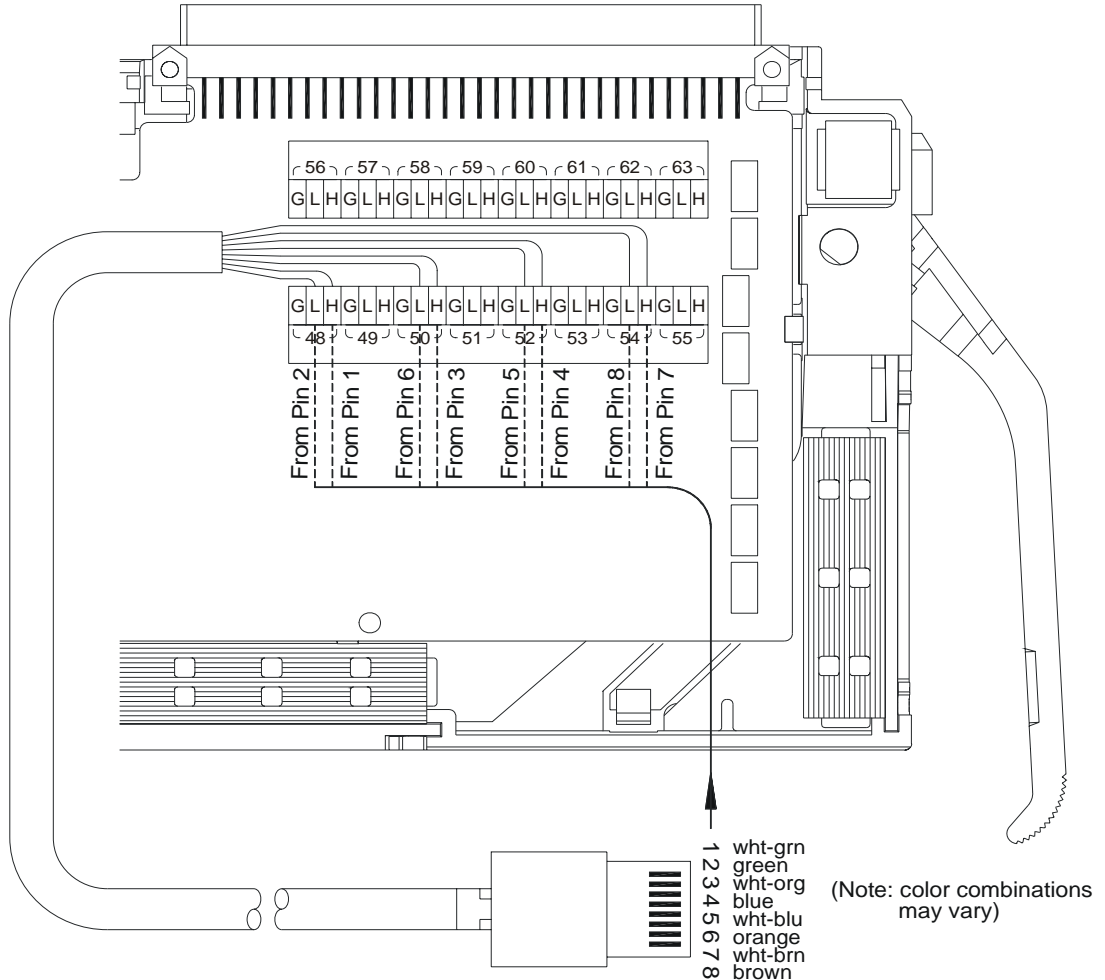 56 57 58 59 60 61 62 63
G L H G L H G L H G L H G L H G L H G L H G L H
G L H G L H G L H G L H G L H G L H G L H G L H
48 49 50 51 52 53 54 55
From Pin 2
From Pin 1
From Pin 6
From Pin 3
From Pin 5
From Pin 4
From Pin 8
From Pin 7
1 wht-grn
2 green
3 wht-org
4 blue
5 wht-blu
6 orange
7 wht-brn
8 brown
(Note: color combinations
may vary)